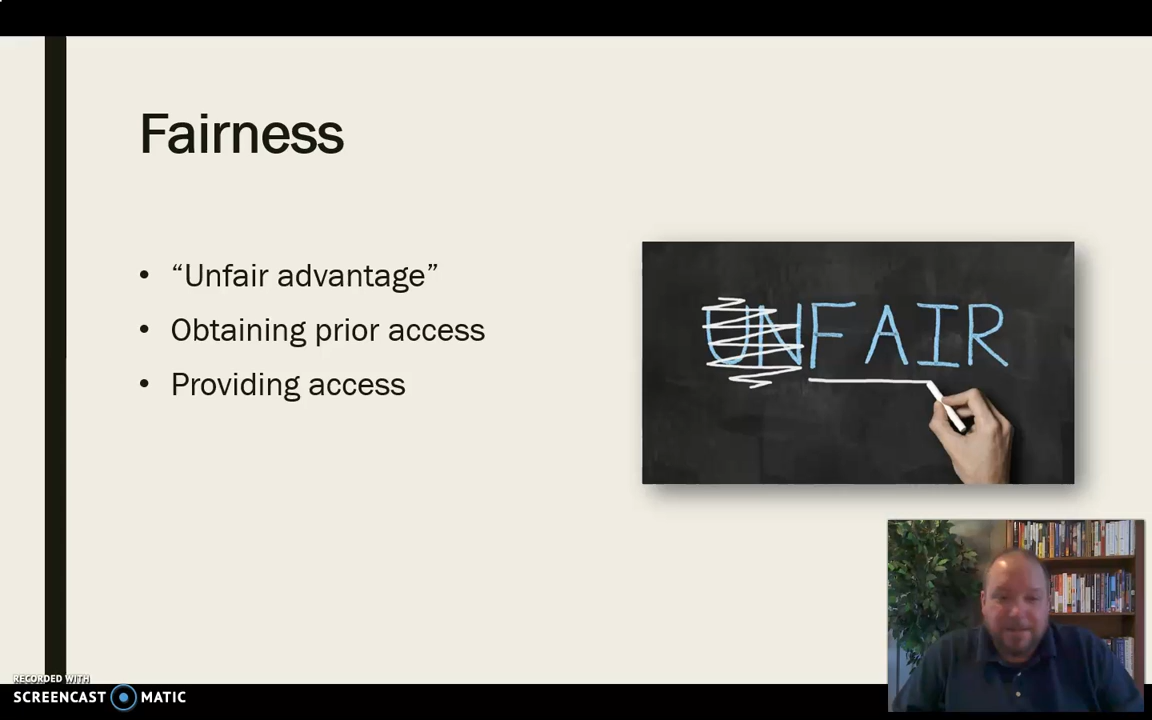 Fairness
• “Unfair advantage”
• Obtaining prior access
• Providing access
UNFAIR
RECORDED WITH
SCREENCAST MATIC